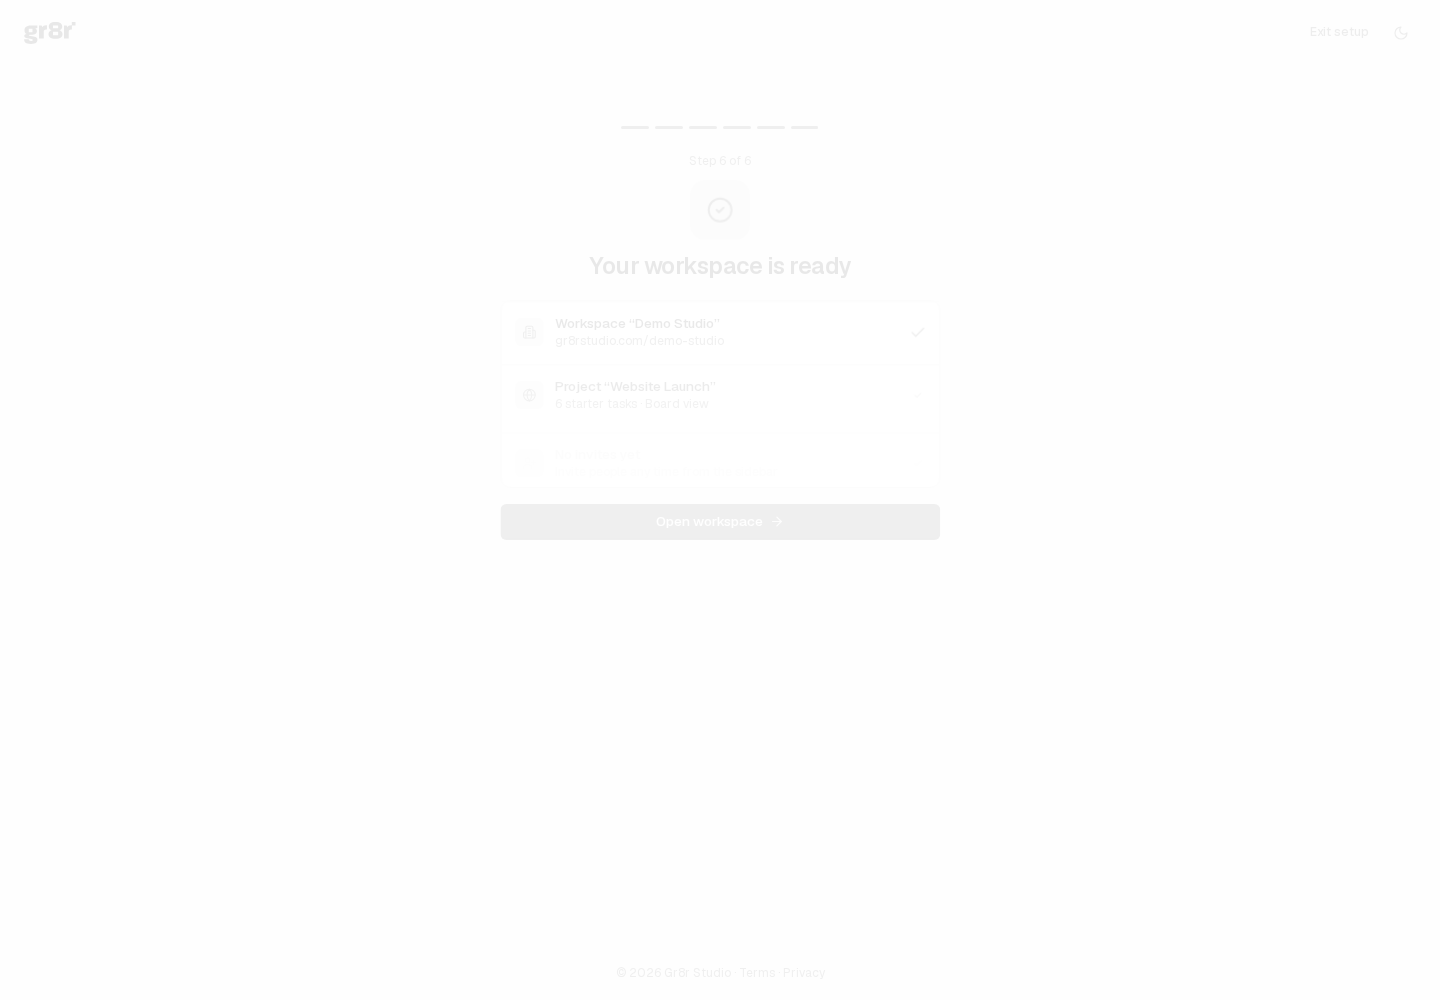 gr8r
Exit setup
Step 6 of 6
Your workspace is ready
Workspace “Demo Studio”
gr8rstudio.com/demo-studio
Project “Website Launch”
6 starter tasks · Board view
Open workspace
© 2026 Gr8r Studio · Terms · Privacy